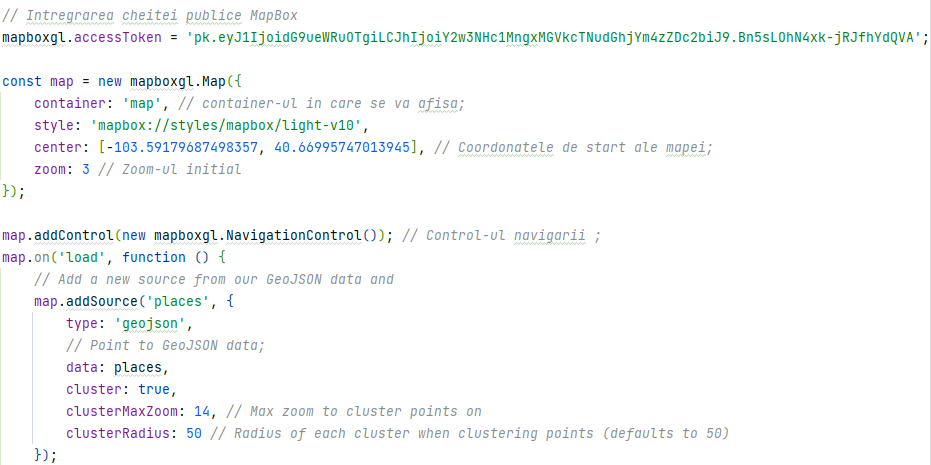 // Intregrarea cheitei publice MapBox
mapboxgl.accessToken = 'pk.eyJ1IjoidG9ueWRuOTgiLCJhIjoiY2w3NHc1MngxMGVkcTNudGhjYm4zZDc2biJ9.Bn5sLOhN4xk-jRJfhYdQVA';
const map = new mapboxgl.Map({
container: 'map', // container-ul in care se va afisa;
style: 'mapbox://styles/mapbox/light-v10',
center: [-103.59179687498357, 40.66995747013945], // Coordonatele de start ale mapei;
zoom: 3 // Zoom-ul initial
});
map.addControl(new mapboxgl.NavigationControl()); // Control-ul navigarii ;
map.on('load', function () {
// Add a new source from our GeoJSON data and
map.addSource('places', {
type: 'geojson',
// Point to GeoJSON data;
data: places,
cluster: true,
clusterMaxZoom: 14, // Max zoom to cluster points on
clusterRadius: 50 // Radius of each cluster when clustering points (defaults to 50)
});